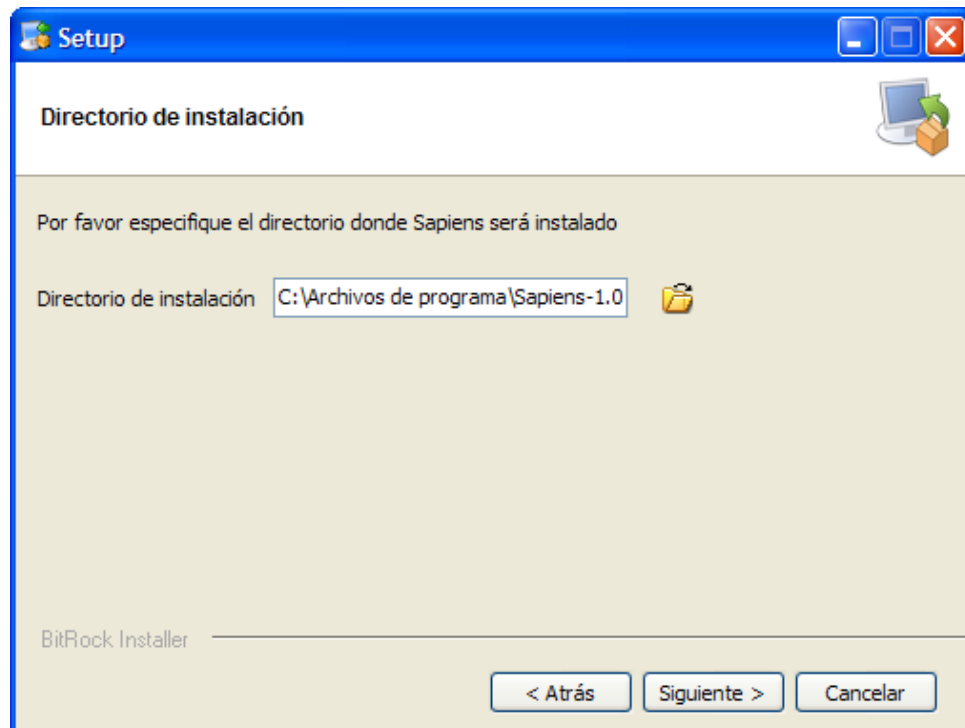 Setup
Directorio de instalación
Por favor especifique el directorio donde Sapiens será instalado
Directorio de instalación C:\Archivos de programa\Sapiens-1.0
BitRock Installer
< Atrás Siguiente > Cancelar